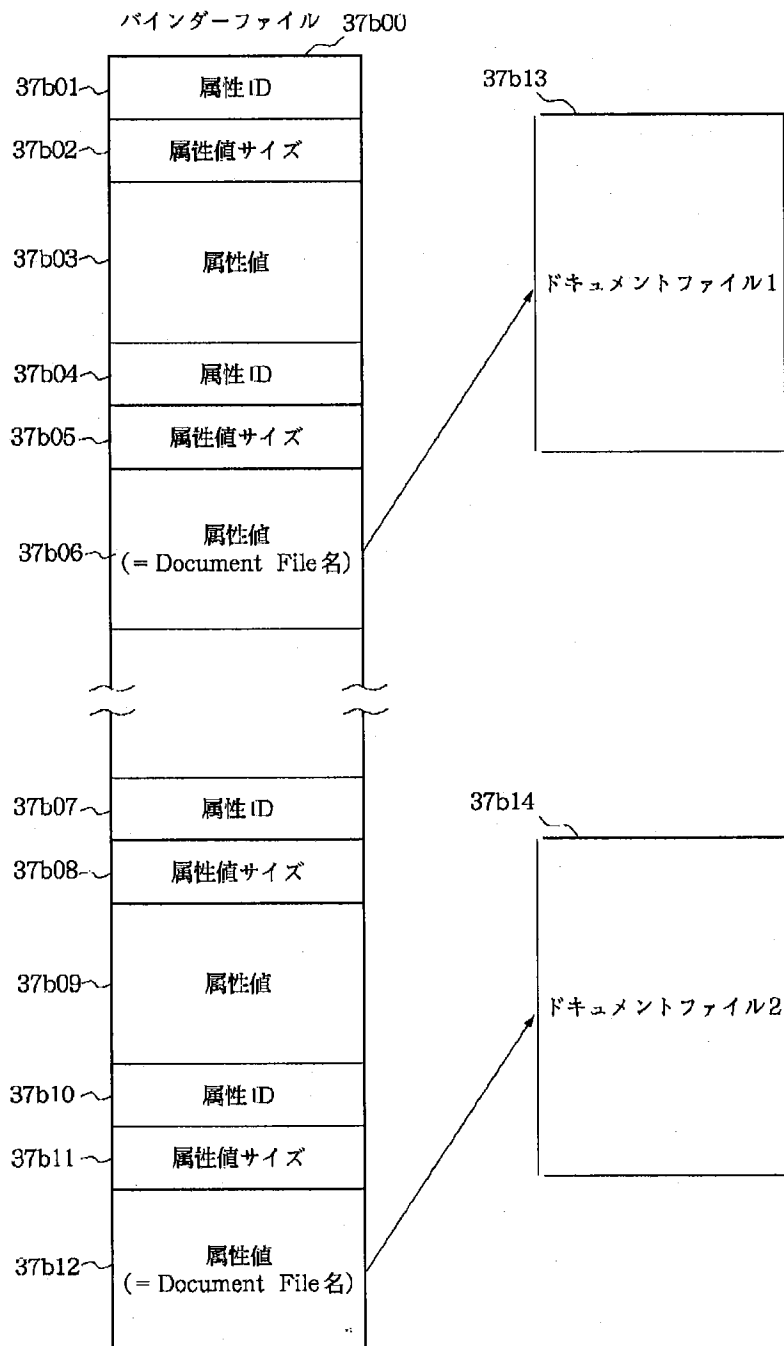 バインダーファイル 37b00
37b01 属性ID
37b02 属性値サイズ
37b03 属性値
37b04 属性ID
37b05 属性値サイズ
37b06 属性値
(= Document File名)
37b13
ドキュメントファイル1
37b07 属性ID
37b08 属性値サイズ
37b09 属性値
37b10 属性ID
37b11 属性値サイズ
37b12 属性値
(= Document File名)
37b14
ドキュメントファイル2